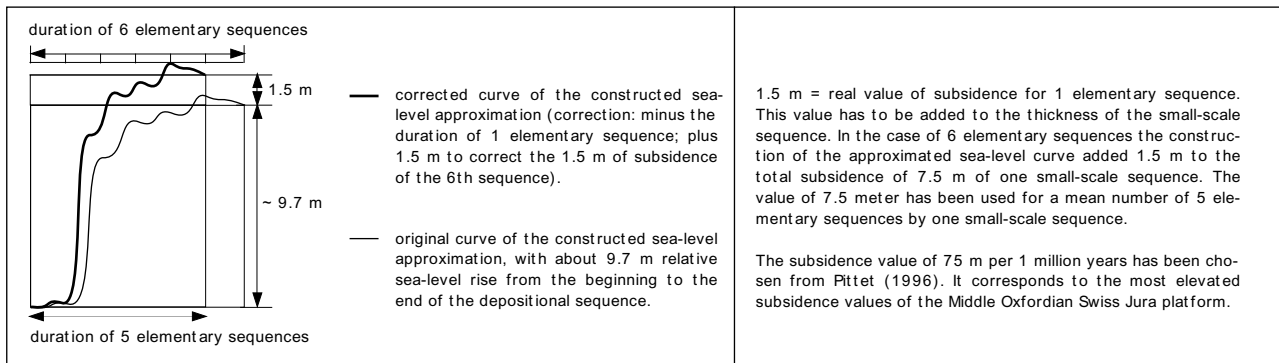 duration of 6 elementary sequences
1.5 m
~ 9.7 m
duration of 5 elementary sequences
corrected curve of the constructed sea-
level approximation (correction: minus the
duration of 1 elementary sequence; plus
1.5 m to correct the 1.5 m of subsidence
of the 6th sequence).
original curve of the constructed sea-level
approximation, with about 9.7 m relative
sea-level rise from the beginning to the
end of the depositional sequence.
1.5 m = real value of subsidence for 1 elementary sequence.
This value has to be added to the thickness of the small-scale
sequence. In the case of 6 elementary sequences the construc-
tion of the approximated sea-level curve added 1.5 m to the
total subsidence of 7.5 m of one small-scale sequence. The
value of 7.5 meter has been used for a mean number of 5 ele-
mentary sequences by one small-scale sequence.
The subsidence value of 75 m per 1 million years has been cho-
sen from Pittet (1996). It corresponds to the most elevated
subsidence values of the Middle Oxfordian Swiss Jura platform.